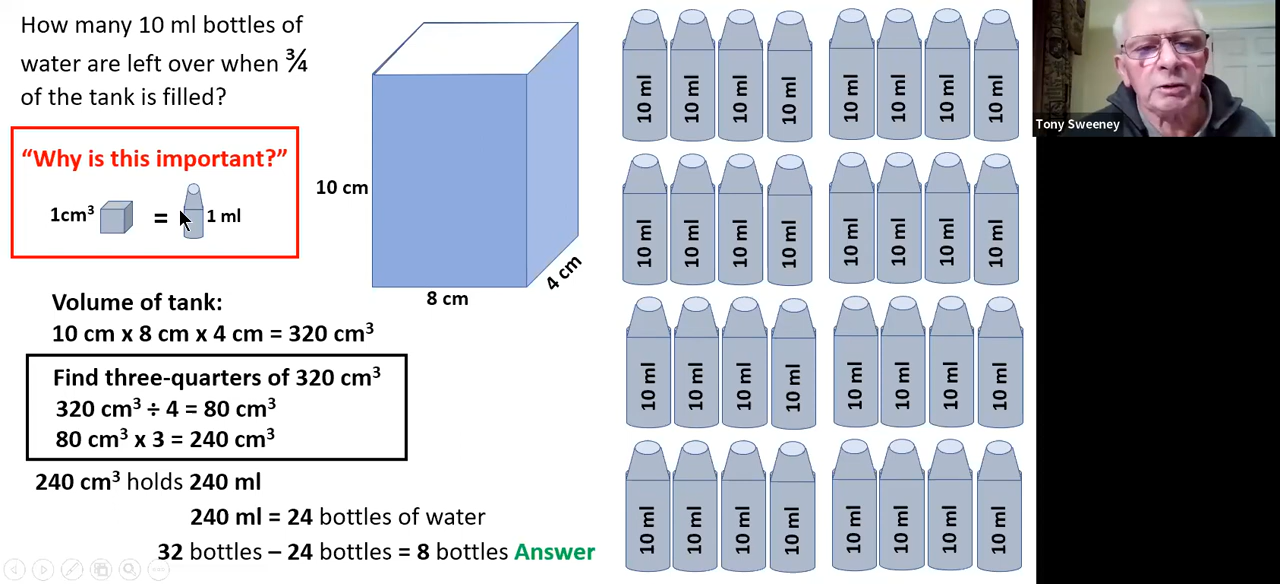 How many 10 ml bottles of
water are left over when ¾
of the tank is filled?
“Why is this important?”
1cm³ = 1 ml
10 cm
8 cm
4 cm
Volume of tank:
10 cm x 8 cm x 4 cm = 320 cm³
Find three-quarters of 320 cm³
320 cm³ ÷ 4 = 80 cm³
80 cm³ x 3 = 240 cm³
240 cm³ holds 240 ml
240 ml = 24 bottles of water
32 bottles – 24 bottles = 8 bottles Answer
10 ml 10 ml 10 ml 10 ml 10 ml 10 ml 10 ml 10 ml
10 ml 10 ml 10 ml 10 ml 10 ml 10 ml 10 ml 10 ml
10 ml 10 ml 10 ml 10 ml 10 ml 10 ml 10 ml 10 ml
10 ml 10 ml 10 ml 10 ml 10 ml 10 ml 10 ml 10 ml
Tony Sweeney